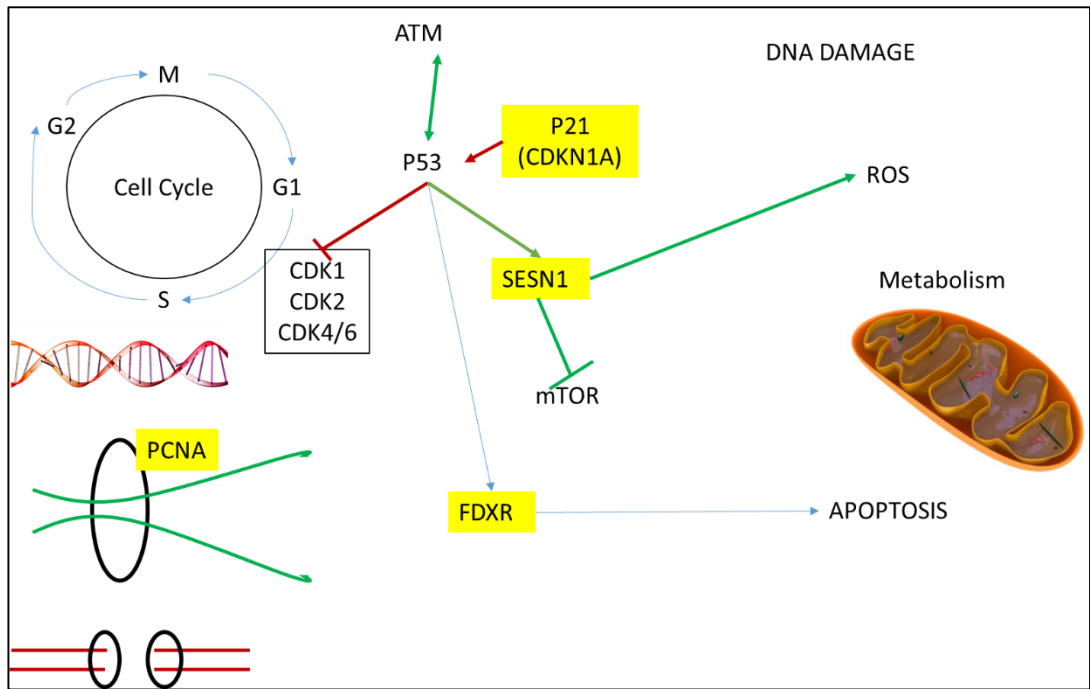 ATM
DNA DAMAGE
M
G2
P21
(CDKN1A)
P53
Cell Cycle
G1
ROS
SESN1
Metabolism
S
CDK1
CDK2
CDK4/6
mTOR
PCNA
FDXR
APOPTOSIS